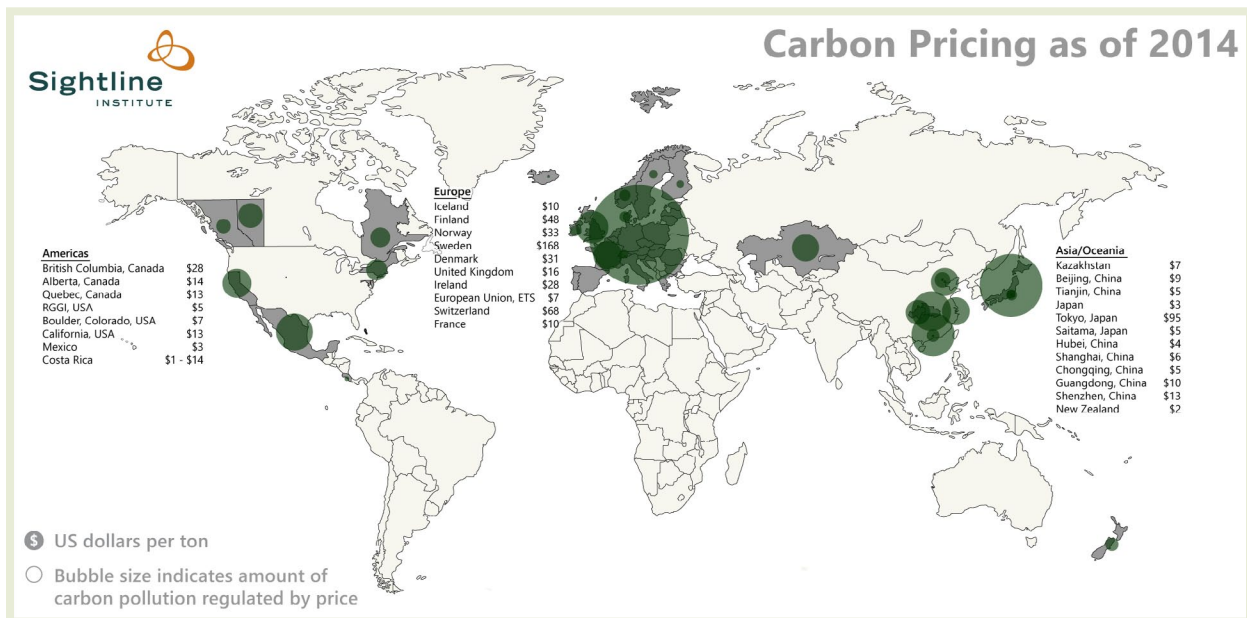 Carbon Pricing as of 2014
Sightline
INSTITUTE
Americas
British Columbia, Canada $28
Alberta, Canada $14
Quebec, Canada $13
RGGI, USA $5
Boulder, Colorado, USA $7
California, USA $13
Mexico $3
Costa Rica $1 - $14
Europe
Iceland $10
Finland $48
Norway $33
Sweden $168
Denmark $31
United Kingdom $16
Ireland $28
European Union, ETS $7
Switzerland $68
France $10
Asia/Oceania
Kazakhstan $7
Beijing, China $9
Tianjin, China $5
Japan $3
Tokyo, Japan $95
Saitama, Japan $5
Hubei, China $4
Shanghai, China $6
Chongqing, China $5
Guangdong, China $10
Shenzhen, China $13
New Zealand $2
$ US dollars per ton
Bubble size indicates amount of
carbon pollution regulated by price